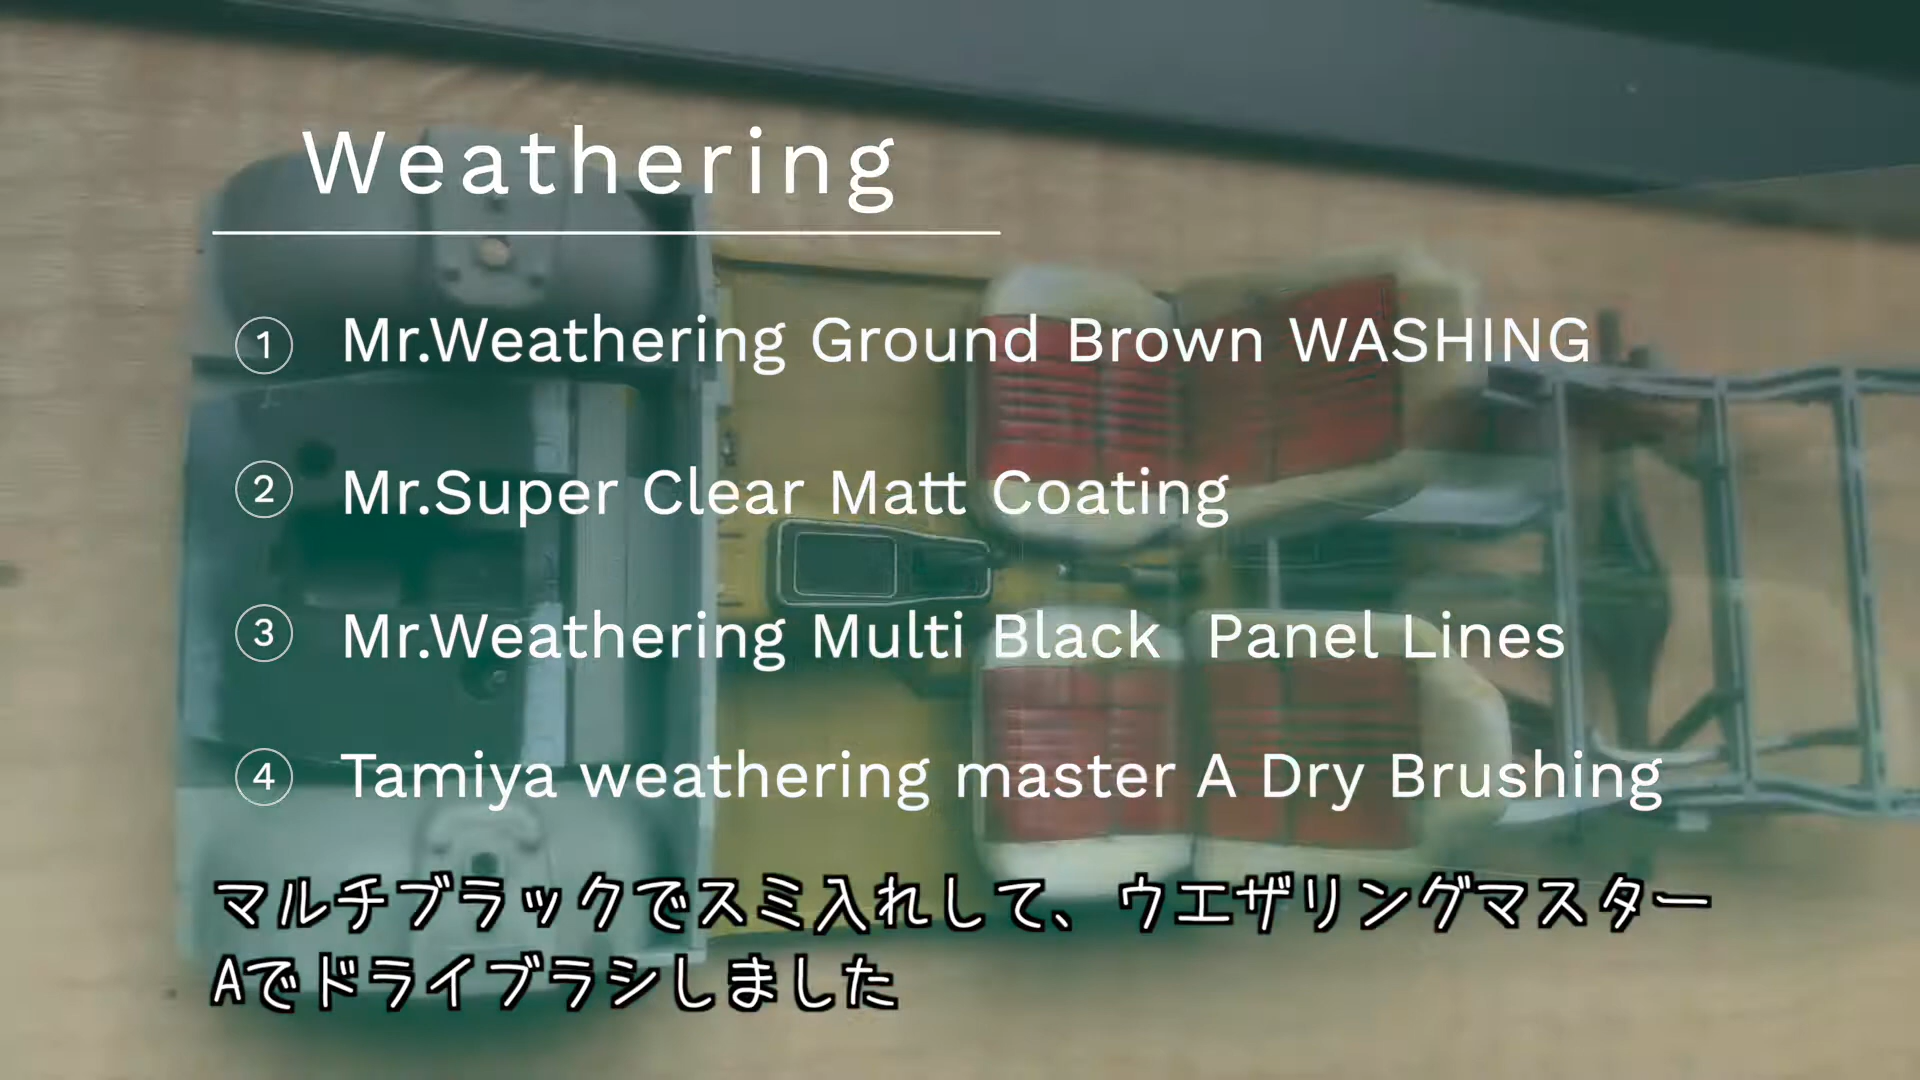 Weathering
① Mr.Weathering Ground Brown WASHING
② Mr.Super Clear Matt Coating
③ Mr.Weathering Multi Black  Panel Lines
④ Tamiya weathering master A Dry Brushing
マルチブラックでスミ入れして、ウエザリングマスター
Aでドライブラシしました